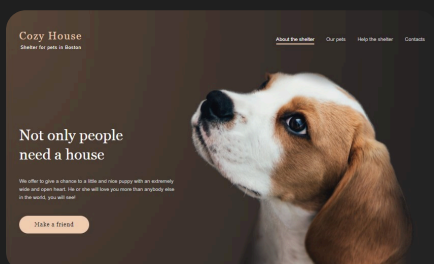 Cozy House
Shelter for pets in Boston
About the shelter
Our pets
Help the shelter
Contacts
Not only people
need a house
We offer to give a chance to a little and nice puppy with an extremely
wide and open heart. He or she will love you more than anybody else
in the world, you will see!
Make a friend